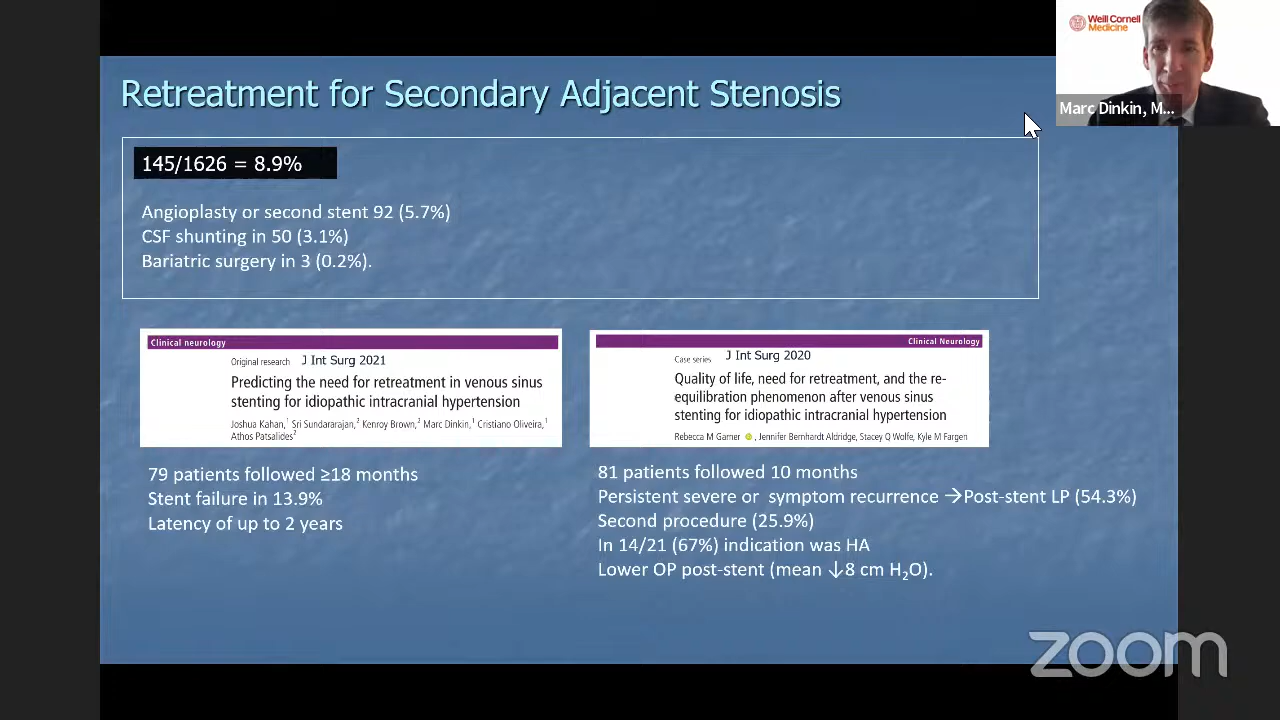 Weill Cornell
Medicine
Marc Dinkin, M...
Retreatment for Secondary Adjacent Stenosis
145/1626 = 8.9%
Angioplasty or second stent 92 (5.7%)
CSF shunting in 50 (3.1%)
Bariatric surgery in 3 (0.2%).
Clinical neurology
Original research J Int Surg 2021
Predicting the need for retreatment in venous sinus
stenting for idiopathic intracranial hypertension
Joshua Kahan,¹ Sri Sundararajan,² Kenroy Brown,² Marc Dinkin,¹ Cristiano Oliveira,¹
Athos Patsalides²
79 patients followed ≥18 months
Stent failure in 13.9%
Latency of up to 2 years
Clinical Neurology
Case series J Int Surg 2020
Quality of life, need for retreatment, and the re-
equilibration phenomenon after venous sinus
stenting for idiopathic intracranial hypertension
Rebecca M Garner , Jennifer Bernhardt Aldridge, Stacey Q Wolfe, Kyle M Fargen
81 patients followed 10 months
Persistent severe or symptom recurrence →Post-stent LP (54.3%)
Second procedure (25.9%)
In 14/21 (67%) indication was HA
Lower OP post-stent (mean ↓8 cm H₂O).
zoom